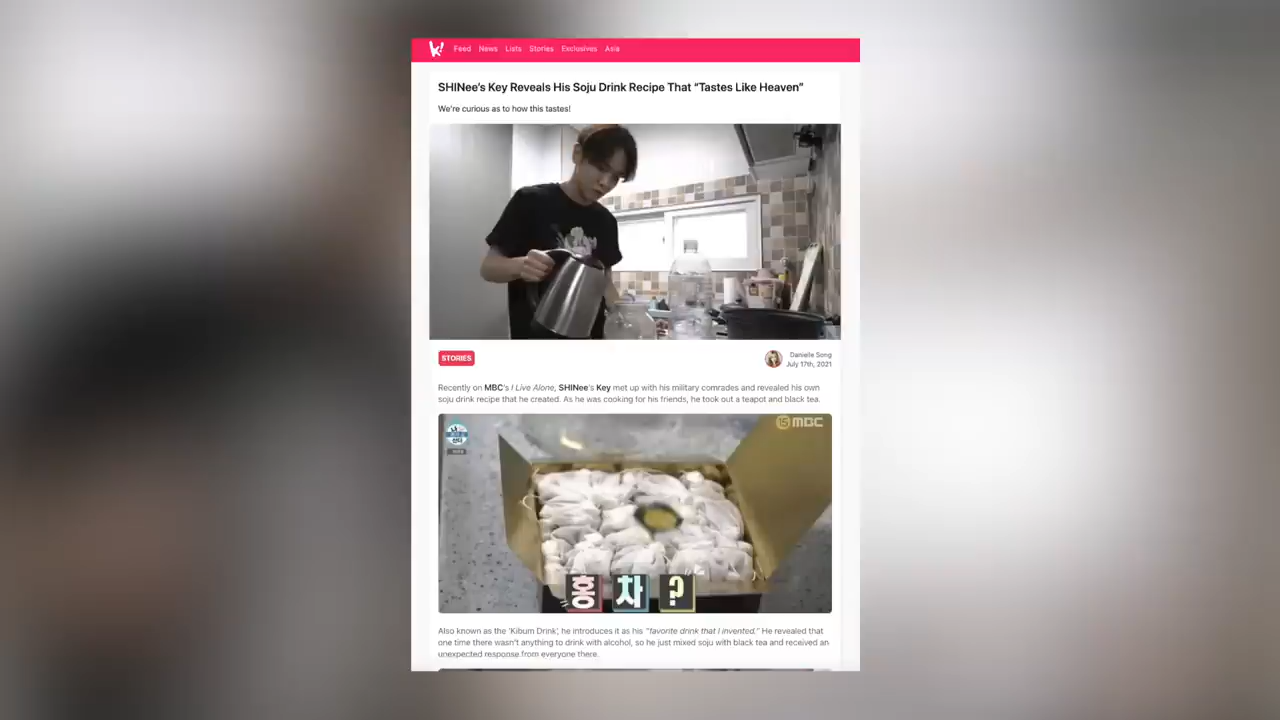 k!
Feed News Lists Stories Exclusives Asia
SHINee's Key Reveals His Soju Drink Recipe That “Tastes Like Heaven”
We're curious as to how this tastes!
STORIES
Danielle Song
July 17th, 2021
Recently on MBC's I Live Alone, SHINee's Key met up with his military comrades and revealed his own
soju drink recipe that he created. As he was cooking for his friends, he took out a teapot and black tea.
15 MBC
홍차?
Also known as the 'Kibum Drink', he introduces it as his “favorite drink that I invented.” He revealed that
one time there wasn't anything to drink with alcohol, so he just mixed soju with black tea and received an
unexpected response from everyone there.